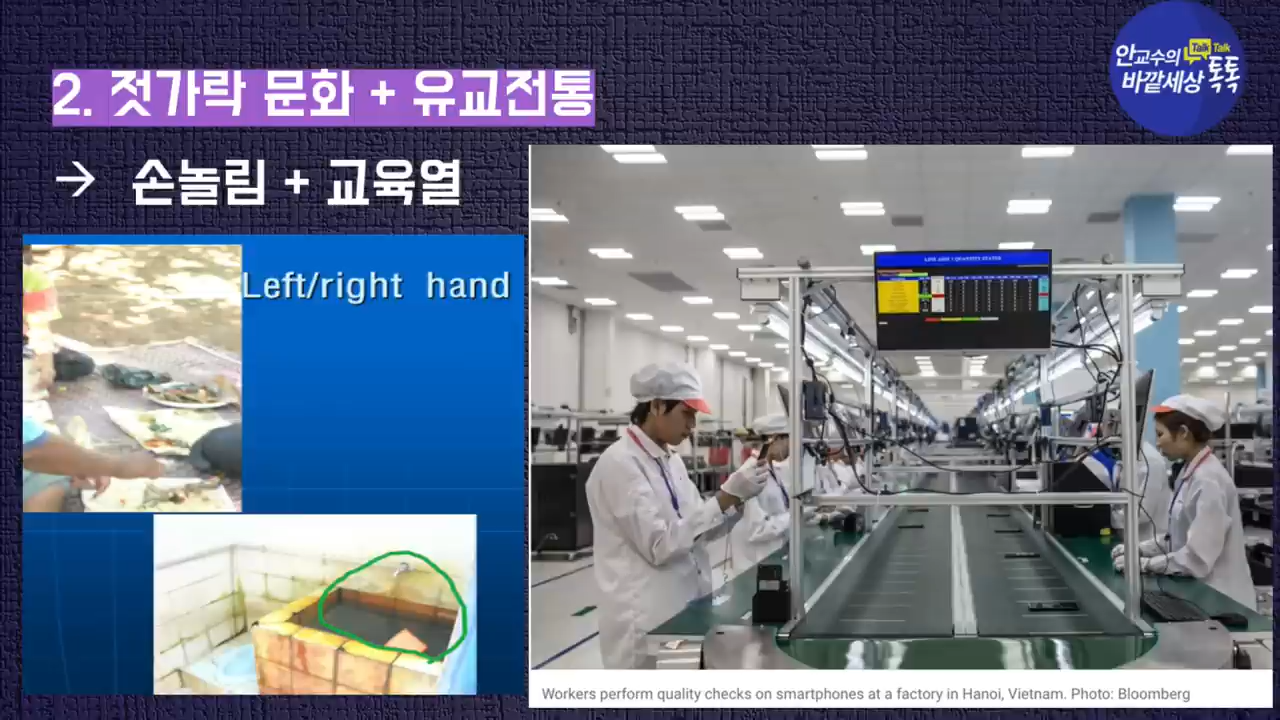 2. 젓가락 문화 + 유교전통
→ 손놀림 + 교육열
안교수의 Talk Talk
바깥세상 톡톡
Left/right hand
Workers perform quality checks on smartphones at a factory in Hanoi, Vietnam. Photo: Bloomberg